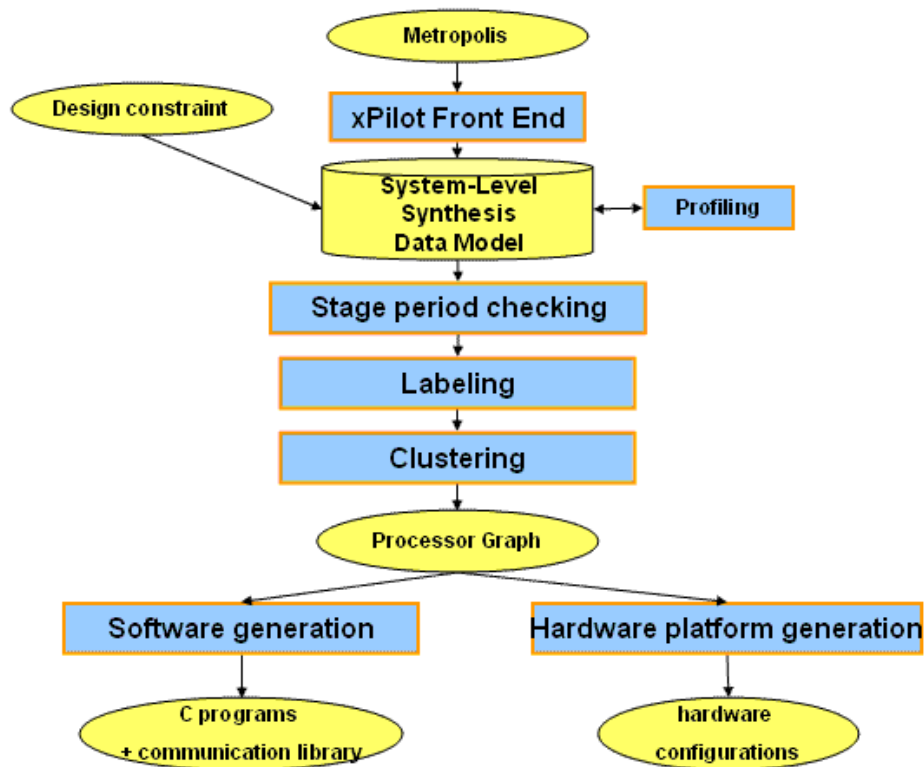 Metropolis
Design constraint
xPilot Front End
System-Level
Synthesis
Data Model
Profiling
Stage period checking
Labeling
Clustering
Processor Graph
Software generation
Hardware platform generation
C programs
+ communication library
hardware
configurations